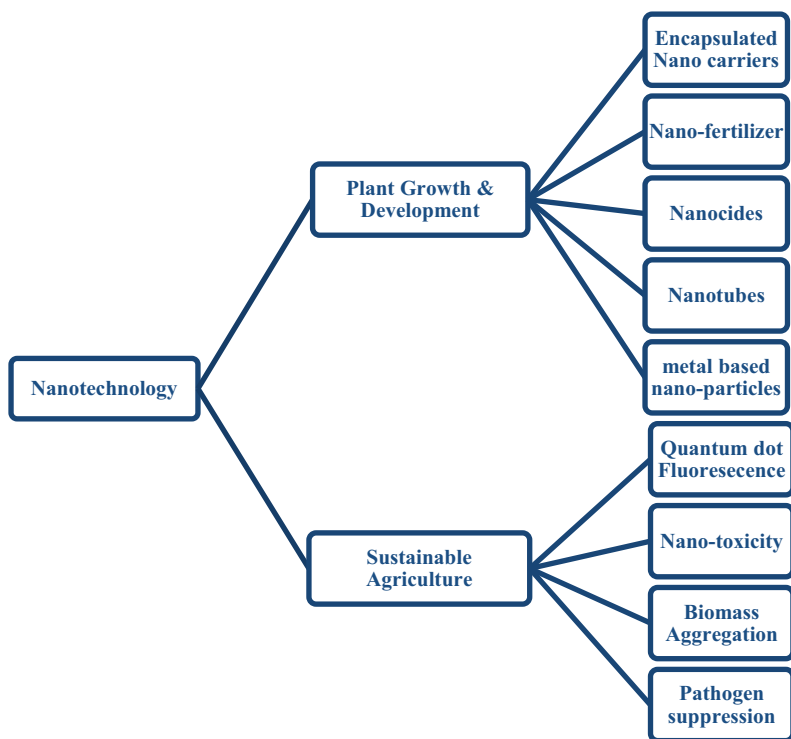 Nanotechnology
Plant Growth &
Development
Encapsulated
Nano carriers
Nano-fertilizer
Nanocides
Nanotubes
metal based
nano-particles
Sustainable
Agriculture
Quantum dot
Fluoresecence
Nano-toxicity
Biomass
Aggregation
Pathogen
suppression